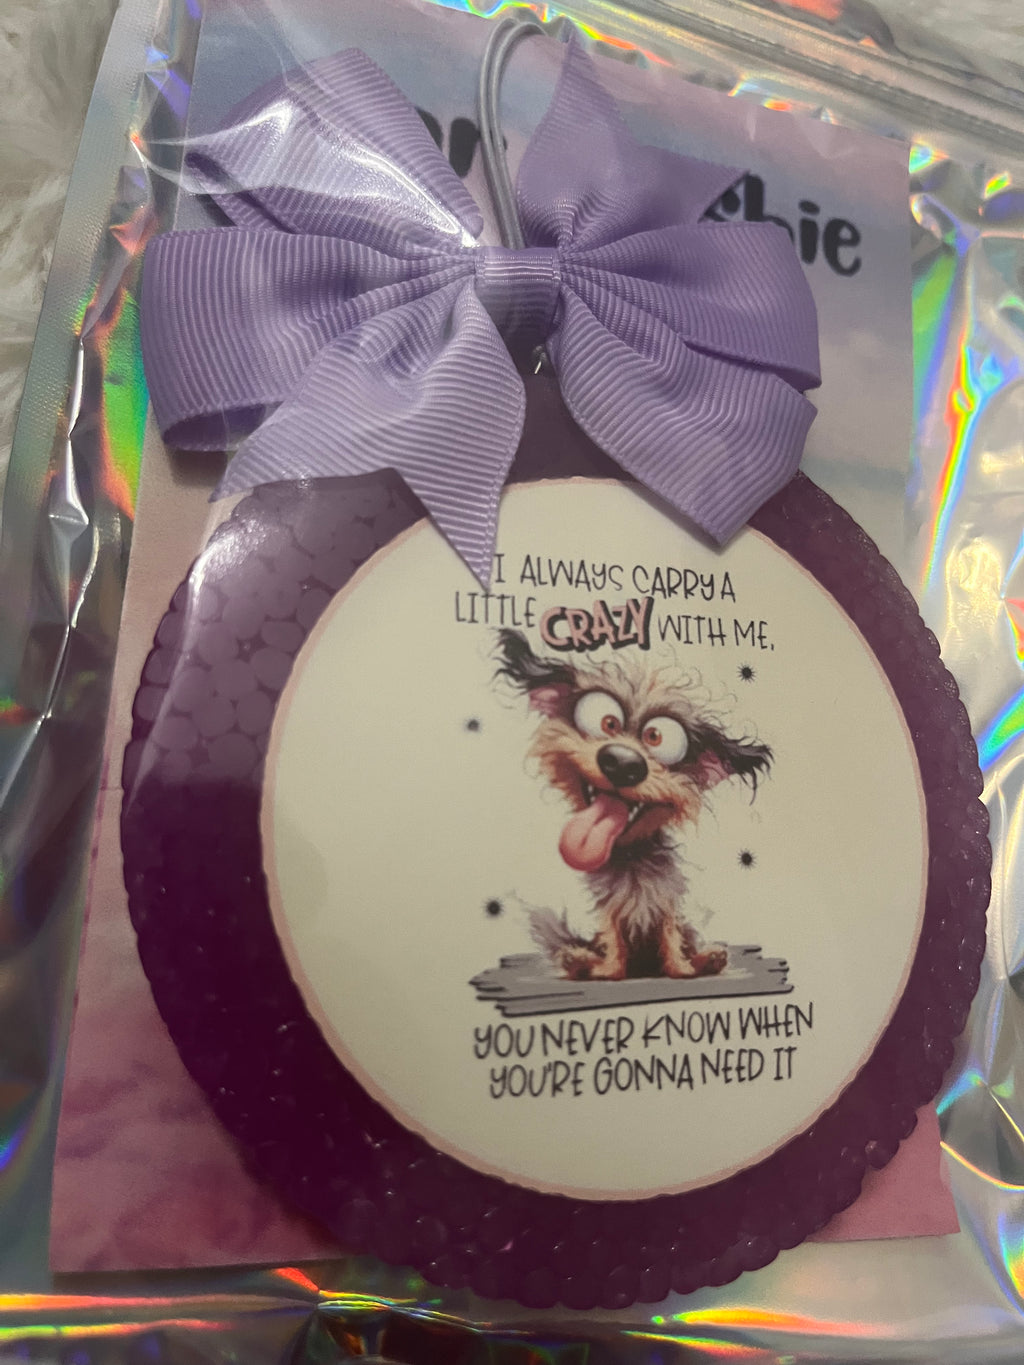 I ALWAYS CARRY A
LITTLE CRAZY WITH ME,
YOU NEVER KNOW WHEN
YOU'RE GONNA NEED IT